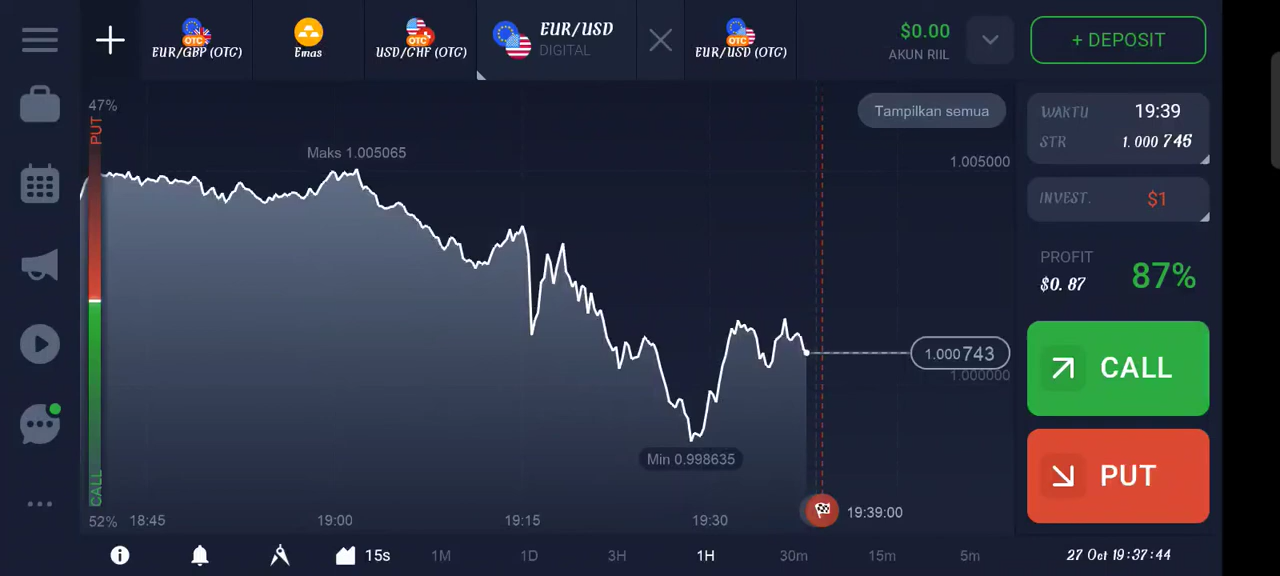 EUR/GBP (OTC)
Emas
USD/CHF (OTC)
EUR/USD
DIGITAL
EUR/USD (OTC)
$0.00
AKUN RIIL
+ DEPOSIT
OTC
OTC
OTC
47%
PUT
Maks 1.005065
Tampilkan semua
1.005000
WAKTU 19:39
STR 1.000 745
INVEST. $1
PROFIT
$0.87
87%
1.000743
1.000000
CALL
PUT
Min 0.998635
CALL
52%
18:45 19:00 19:15 19:30
19:39:00
15s 1M 1D 3H 1H 30m 15m 5m
27 Oct 19:37:44